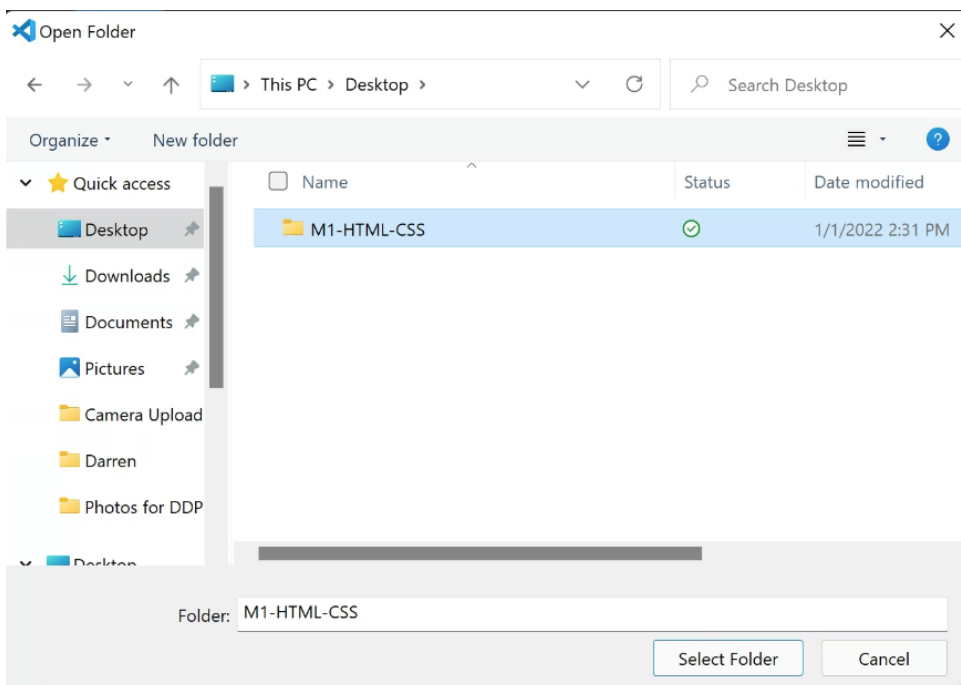 Open Folder
This PC > Desktop >
Search Desktop
Organize
New folder
Quick access
Name
Status
Date modified
Desktop
M1-HTML-CSS
1/1/2022 2:31 PM
Downloads
Documents
Pictures
Camera Upload
Darren
Photos for DDP
Desktop
Folder: M1-HTML-CSS
Select Folder
Cancel